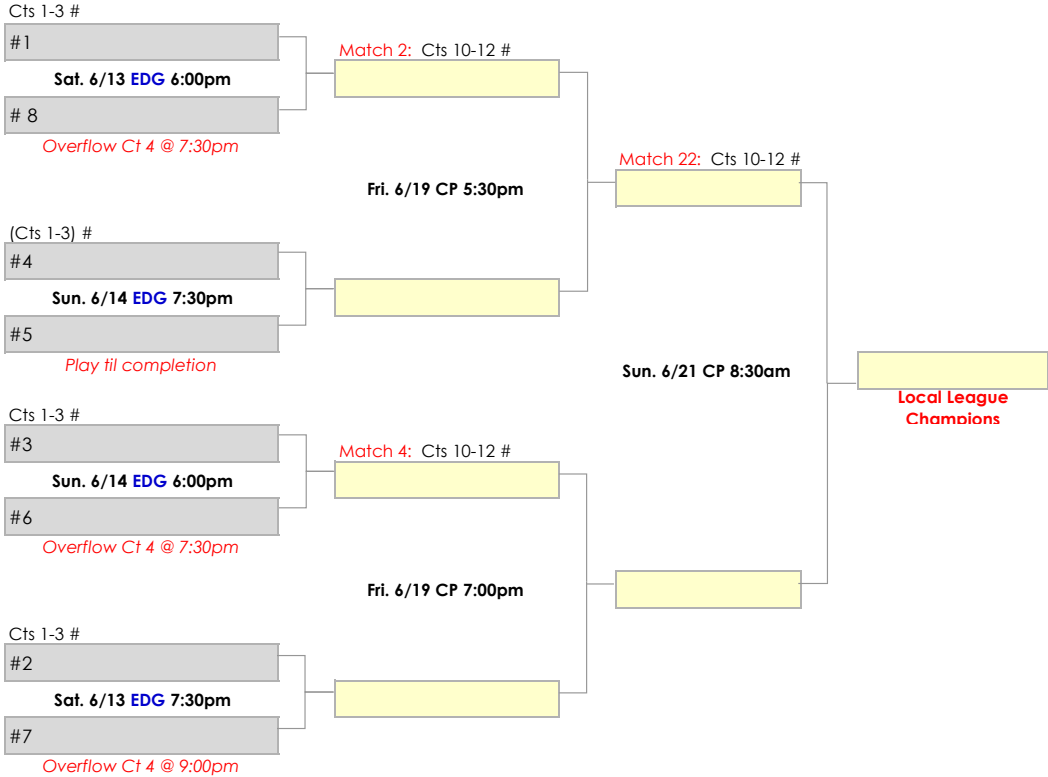 Cts 1-3 #
#1
Sat. 6/13 EDG 6:00pm
# 8
Overflow Ct 4 @ 7:30pm
Match 2: Cts 10-12 #
Fri. 6/19 CP 5:30pm
(Cts 1-3) #
#4
Sun. 6/14 EDG 7:30pm
#5
Play til completion
Match 22: Cts 10-12 #
Sun. 6/21 CP 8:30am
Local League
Champions
Cts 1-3 #
#3
Sun. 6/14 EDG 6:00pm
#6
Overflow Ct 4 @ 7:30pm
Match 4: Cts 10-12 #
Fri. 6/19 CP 7:00pm
Cts 1-3 #
#2
Sat. 6/13 EDG 7:30pm
#7
Overflow Ct 4 @ 9:00pm